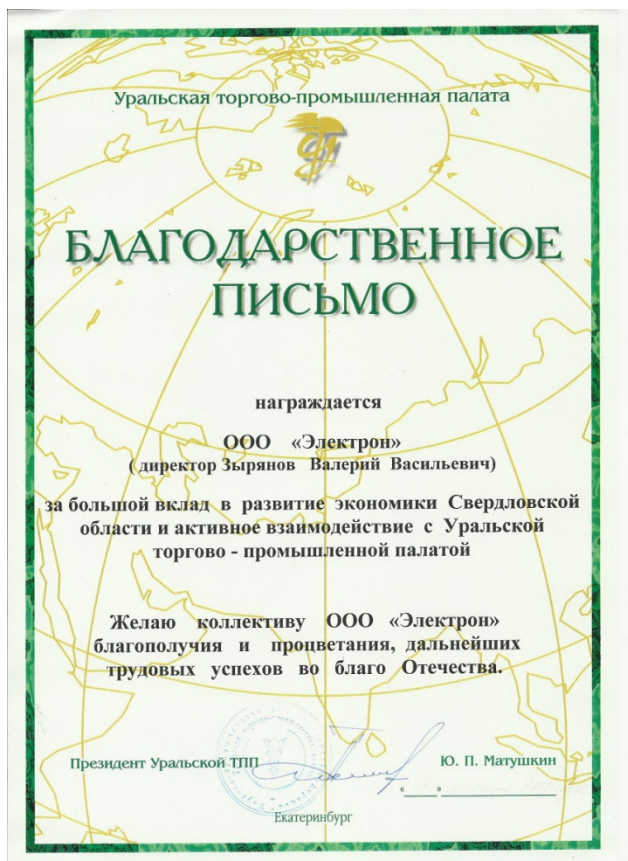 Уральская торгово-промышленная палата
БЛАГОДАРСТВЕННОЕ
ПИСЬМО
награждается
ООО «Электрон»
( директор Зырянов Валерий Васильевич)
за большой вклад в развитие экономики Свердловской
области и активное взаимодействие с Уральской
торгово - промышленной палатой
Желаю коллективу ООО «Электрон»
благополучия и процветания, дальнейших
трудовых успехов во благо Отечества.
Президент Уральской ТПП
Ю. П. Матушкин
«____»
Екатеринбург